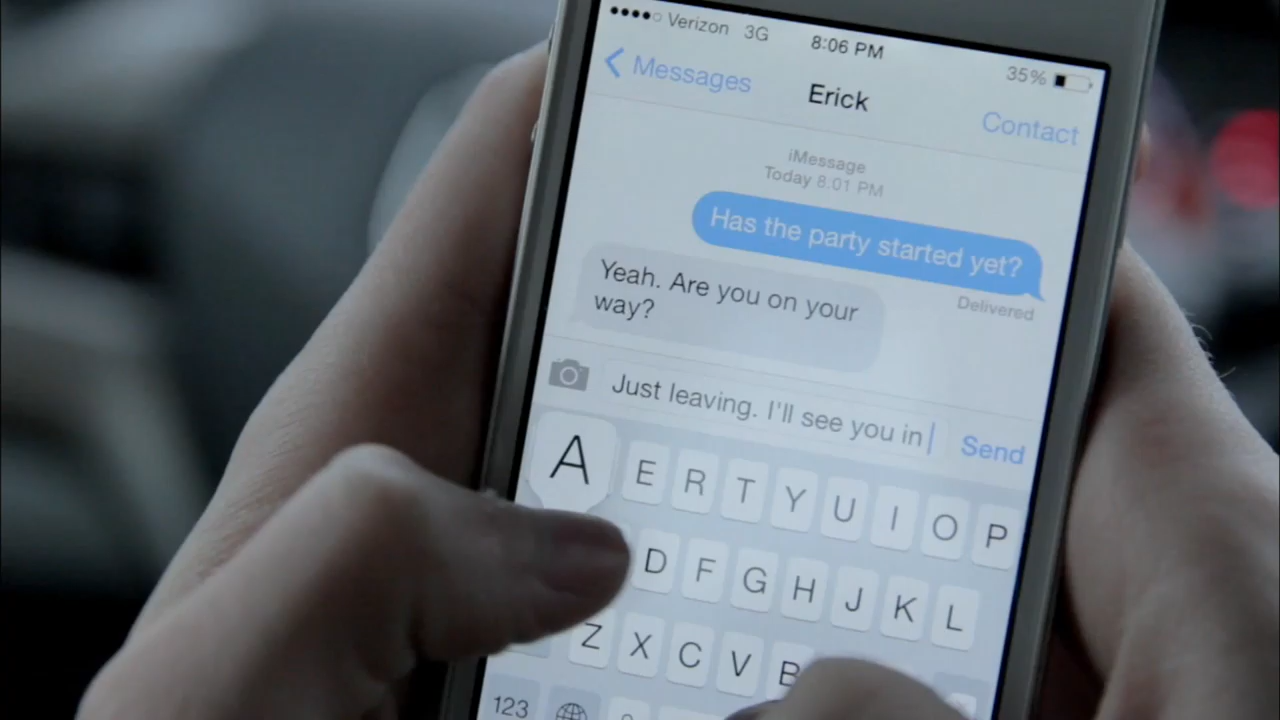 Verizon 3G 8:06 PM 35%
Messages Erick Contact
iMessage
Today 8:01 PM
Has the party started yet?
Delivered
Yeah. Are you on your
way?
Just leaving. I'll see you in
Send
A E R T Y U I O P
D F G H J K L
Z X C V B
123